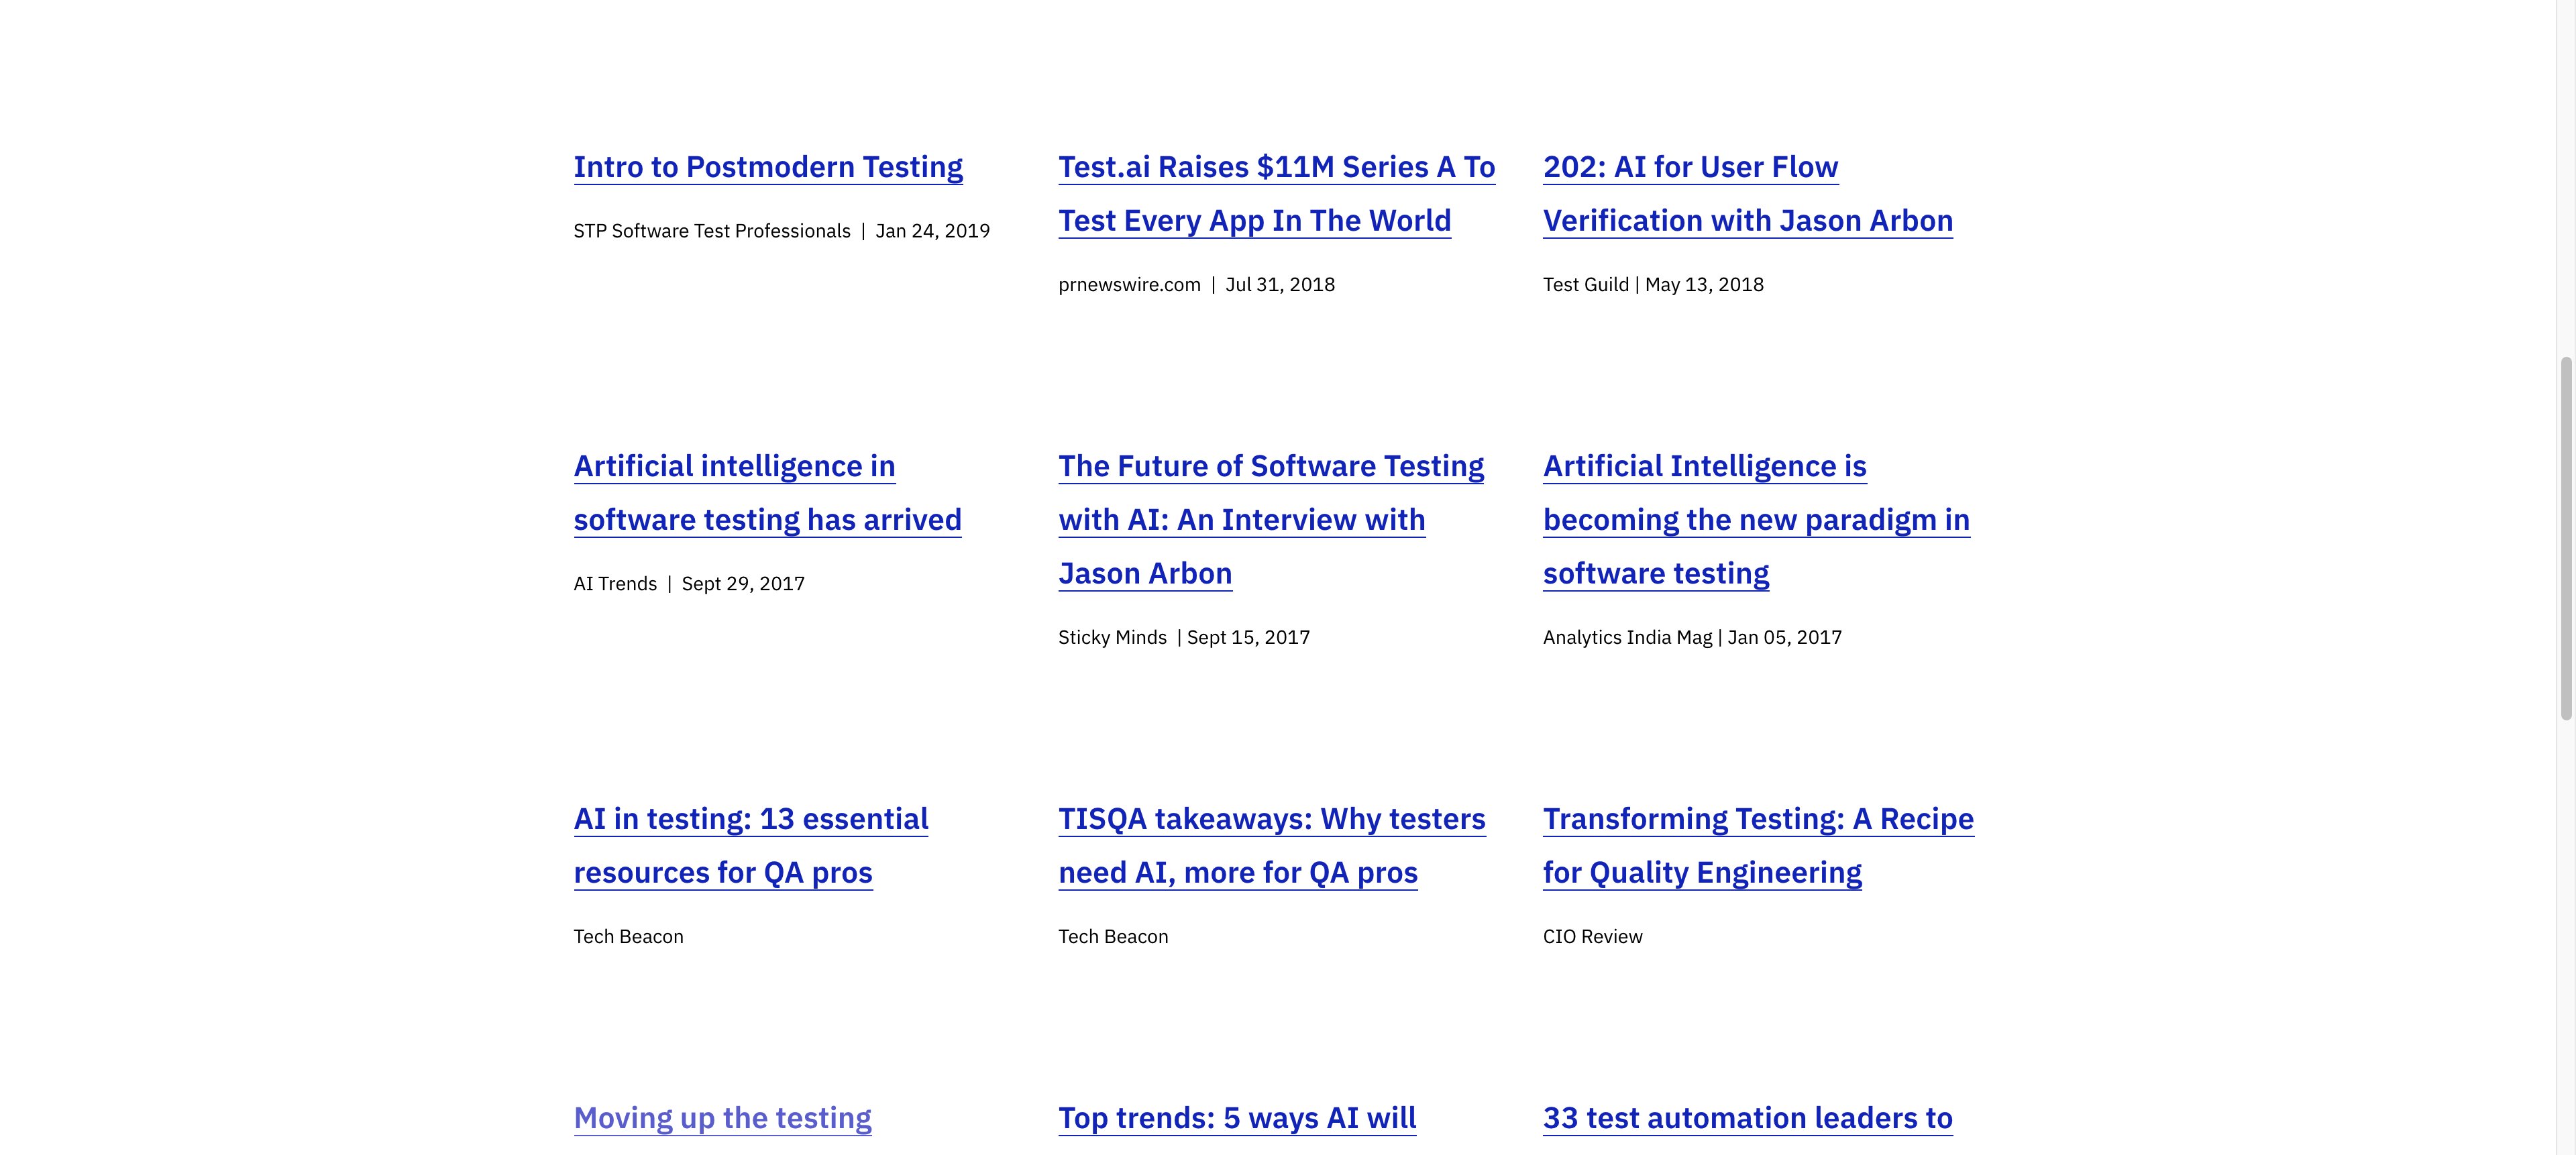 Intro to Postmodern Testing
STP Software Test Professionals | Jan 24, 2019
Test.ai Raises $11M Series A To
Test Every App In The World
prnewswire.com | Jul 31, 2018
202: AI for User Flow
Verification with Jason Arbon
Test Guild | May 13, 2018
Artificial intelligence in
software testing has arrived
AI Trends | Sept 29, 2017
The Future of Software Testing
with AI: An Interview with
Jason Arbon
Sticky Minds | Sept 15, 2017
Artificial Intelligence is
becoming the new paradigm in
software testing
Analytics India Mag | Jan 05, 2017
AI in testing: 13 essential
resources for QA pros
Tech Beacon
TISQA takeaways: Why testers
need AI, more for QA pros
Tech Beacon
Transforming Testing: A Recipe
for Quality Engineering
CIO Review
Moving up the testing
Top trends: 5 ways AI will
33 test automation leaders to